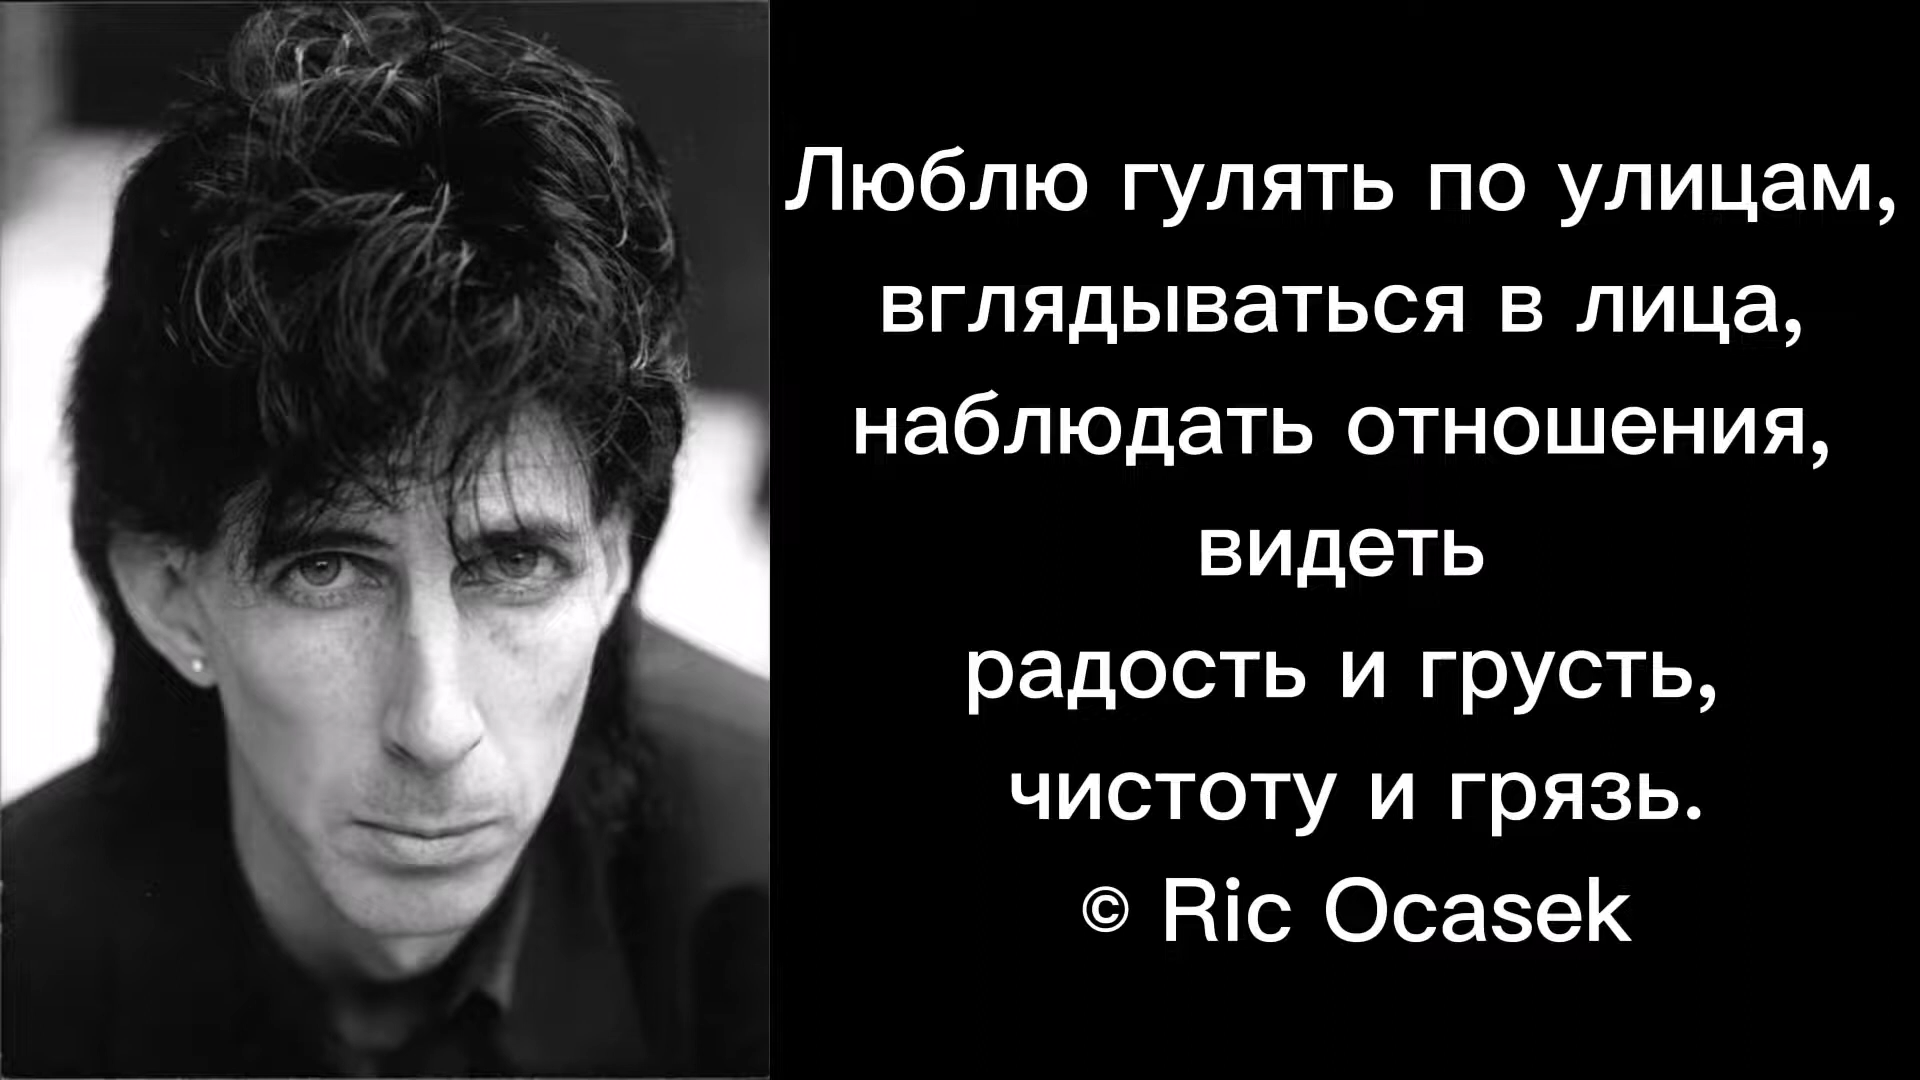 Люблю гулять по улицам,
вглядываться в лица,
наблюдать отношения,
видеть
радость и грусть,
чистоту и грязь.
© Ric Ocasek